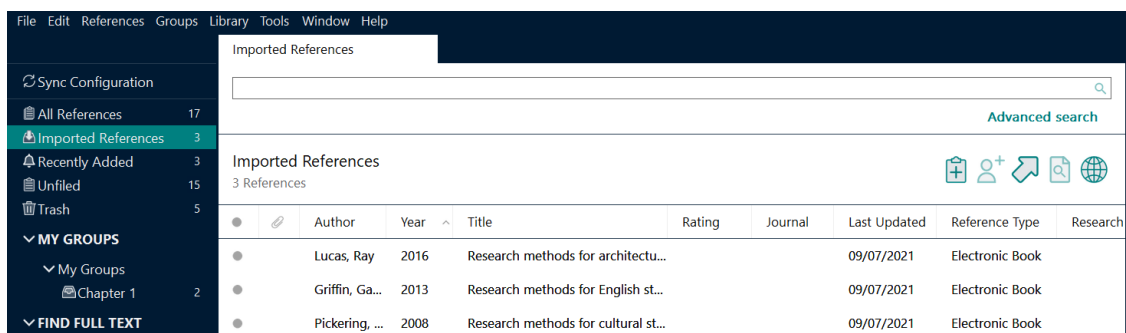 File Edit References Groups Library Tools Window Help
Imported References
Sync Configuration
All References 17
Imported References 3
Recently Added 3
Unfiled 15
Trash 5
MY GROUPS
My Groups
Chapter 1 2
FIND FULL TEXT
Advanced search
Imported References
3 References
Author Year Title Rating Journal Last Updated Reference Type Research
Lucas, Ray 2016 Research methods for architectu... 09/07/2021 Electronic Book
Griffin, Ga... 2013 Research methods for English st... 09/07/2021 Electronic Book
Pickering, ... 2008 Research methods for cultural st... 09/07/2021 Electronic Book